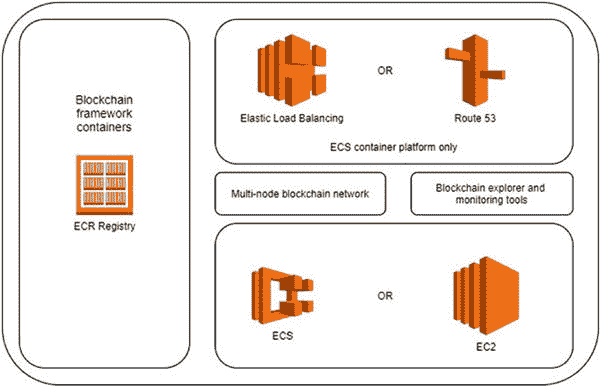 Blockchain
framework
containers
ECR Registry
OR
Elastic Load Balancing
Route 53
ECS container platform only
Multi-node blockchain network
Blockchain explorer and
monitoring tools
OR
ECS
EC2